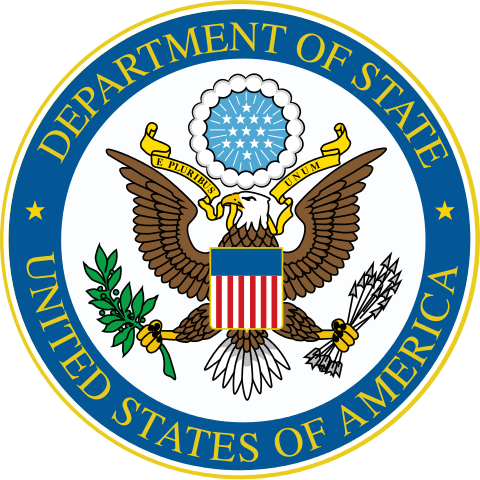 DEPARTMENT OF STATE
E PLURIBUS UNUM
UNITED STATES OF AMERICA